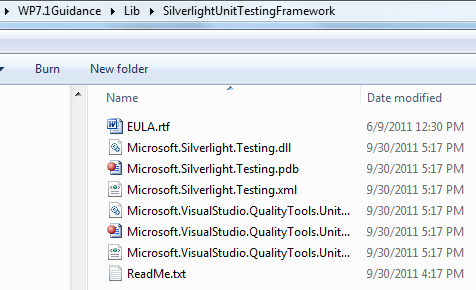 WP7.1Guidance Lib SilverlightUnitTestingFramework
Burn New folder
Name Date modified
EULA.rtf 6/9/2011 12:30 PM
Microsoft.Silverlight.Testing.dll 9/30/2011 5:17 PM
Microsoft.Silverlight.Testing.pdb 9/30/2011 5:17 PM
Microsoft.Silverlight.Testing.xml 9/30/2011 5:17 PM
Microsoft.VisualStudio.QualityTools.Unit... 9/30/2011 5:17 PM
Microsoft.VisualStudio.QualityTools.Unit... 9/30/2011 5:17 PM
Microsoft.VisualStudio.QualityTools.Unit... 9/30/2011 5:17 PM
ReadMe.txt 9/30/2011 4:17 PM